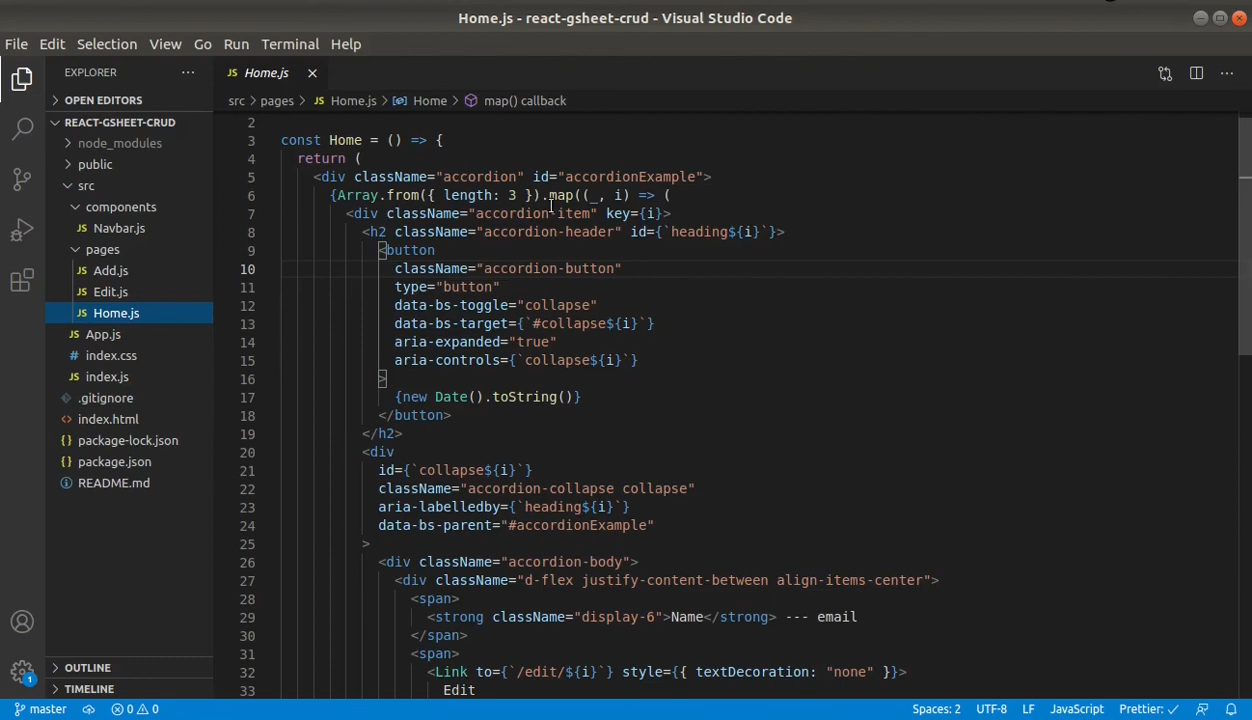 Home.js - react-gsheet-crud - Visual Studio Code
File Edit Selection View Go Run Terminal Help
EXPLORER
OPEN EDITORS
REACT-GSHEET-CRUD
node_modules
public
src
components
JS Navbar.js
pages
JS Add.js
JS Edit.js
JS Home.js
JS App.js
# index.css
JS index.js
.gitignore
<> index.html
{} package-lock.json
{} package.json
README.md
OUTLINE
TIMELINE
1
JS Home.js
src > pages > JS Home.js > Home > map() callback
2
3 const Home = () => {
4 return (
5 <div className="accordion" id="accordionExample">
6 {Array.from({ length: 3 }).map((_, i) => (
7 <div className="accordion-item" key={i}>
8 <h2 className="accordion-header" id={`heading${i}`}>
9 <button
10 className="accordion-button"
11 type="button"
12 data-bs-toggle="collapse"
13 data-bs-target={`#collapse${i}`}
14 aria-expanded="true"
15 aria-controls={`collapse${i}`}
16 >
17 {new Date().toString()}
18 </button>
19 </h2>
20 <div
21 id={`collapse${i}`}
22 className="accordion-collapse collapse"
23 aria-labelledby={`heading${i}`}
24 data-bs-parent="#accordionExample"
25 >
26 <div className="accordion-body">
27 <div className="d-flex justify-content-between align-items-center">
28 <span>
29 <strong className="display-6">Name</strong> --- email
30 </span>
31 <span>
32 <Link to={`/edit/${i}`} style={{ textDecoration: "none" }}>
33 Edit
master 0 0 Spaces: 2 UTF-8 LF JavaScript Prettier: ✓